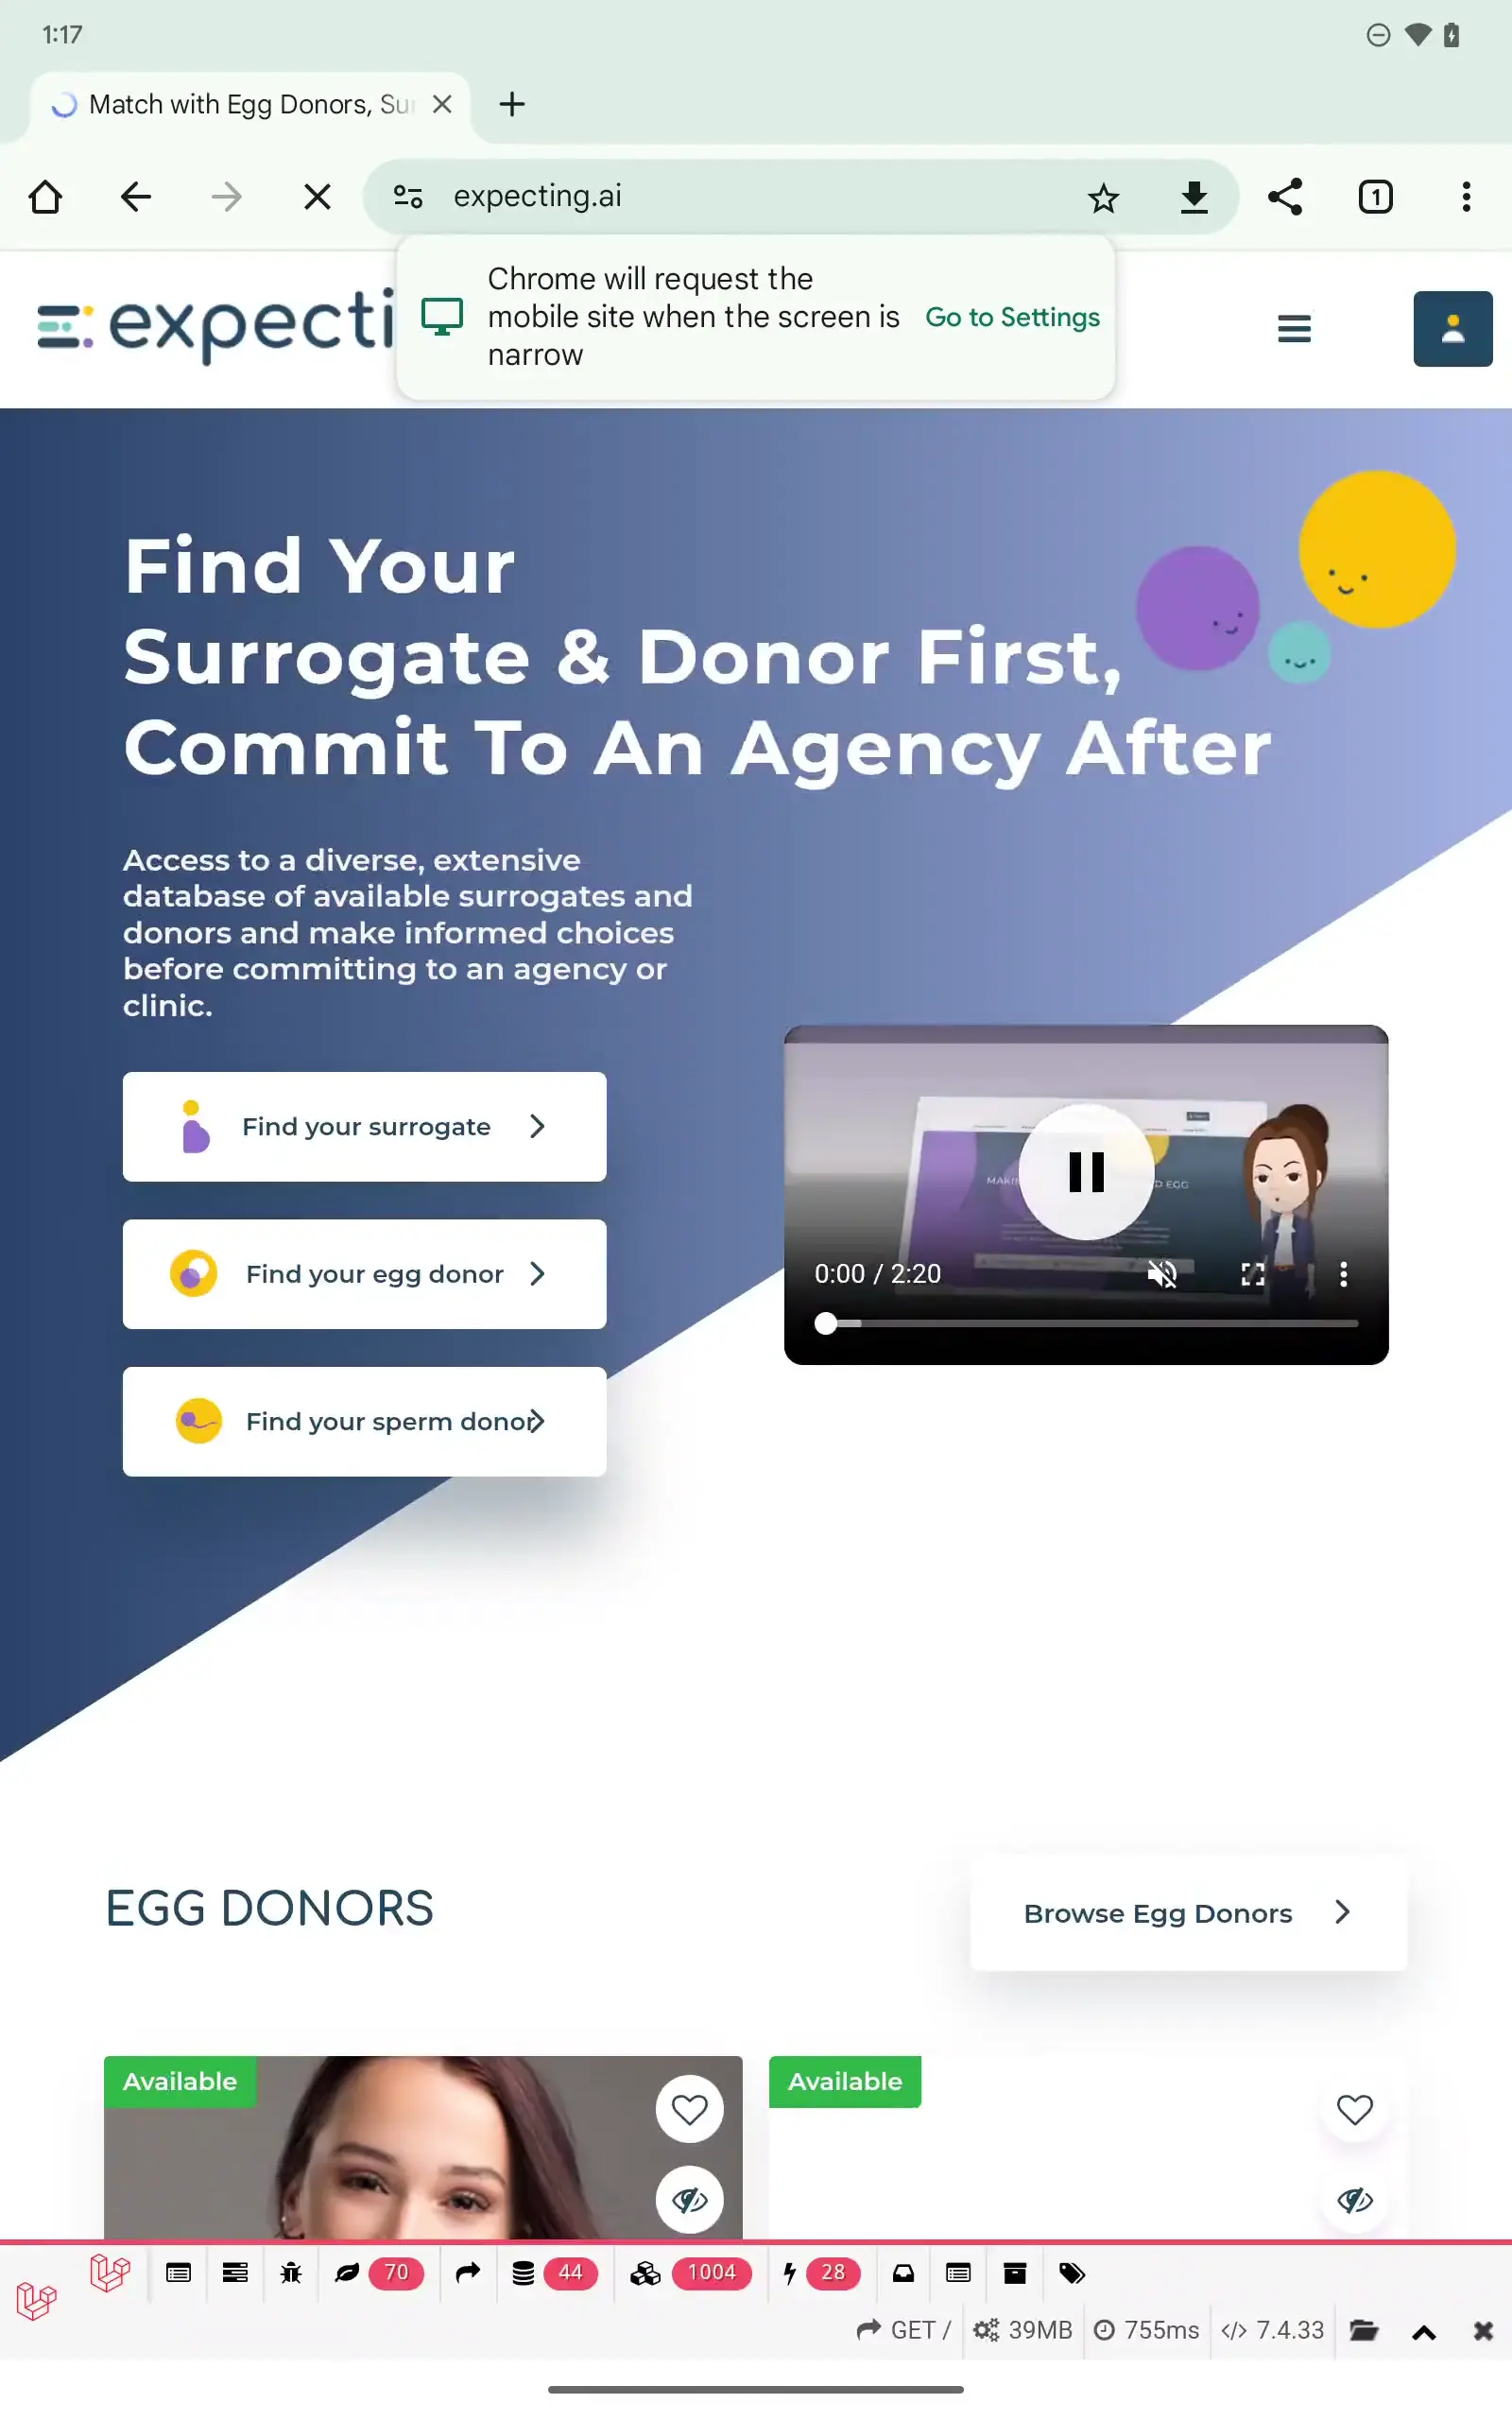 1:17
Match with Egg Donors, Su
expecting.ai
1
Chrome will request the
mobile site when the screen is
narrow
Go to Settings
expecti
Find Your
Surrogate & Donor First,
Commit To An Agency After
Access to a diverse, extensive
database of available surrogates and
donors and make informed choices
before committing to an agency or
clinic.
Find your surrogate
Find your egg donor
Find your sperm donor
0:00 / 2:20
EGG DONORS
Browse Egg Donors
Available
Available
70
44
1004
28
GET /
39MB
755ms
7.4.33